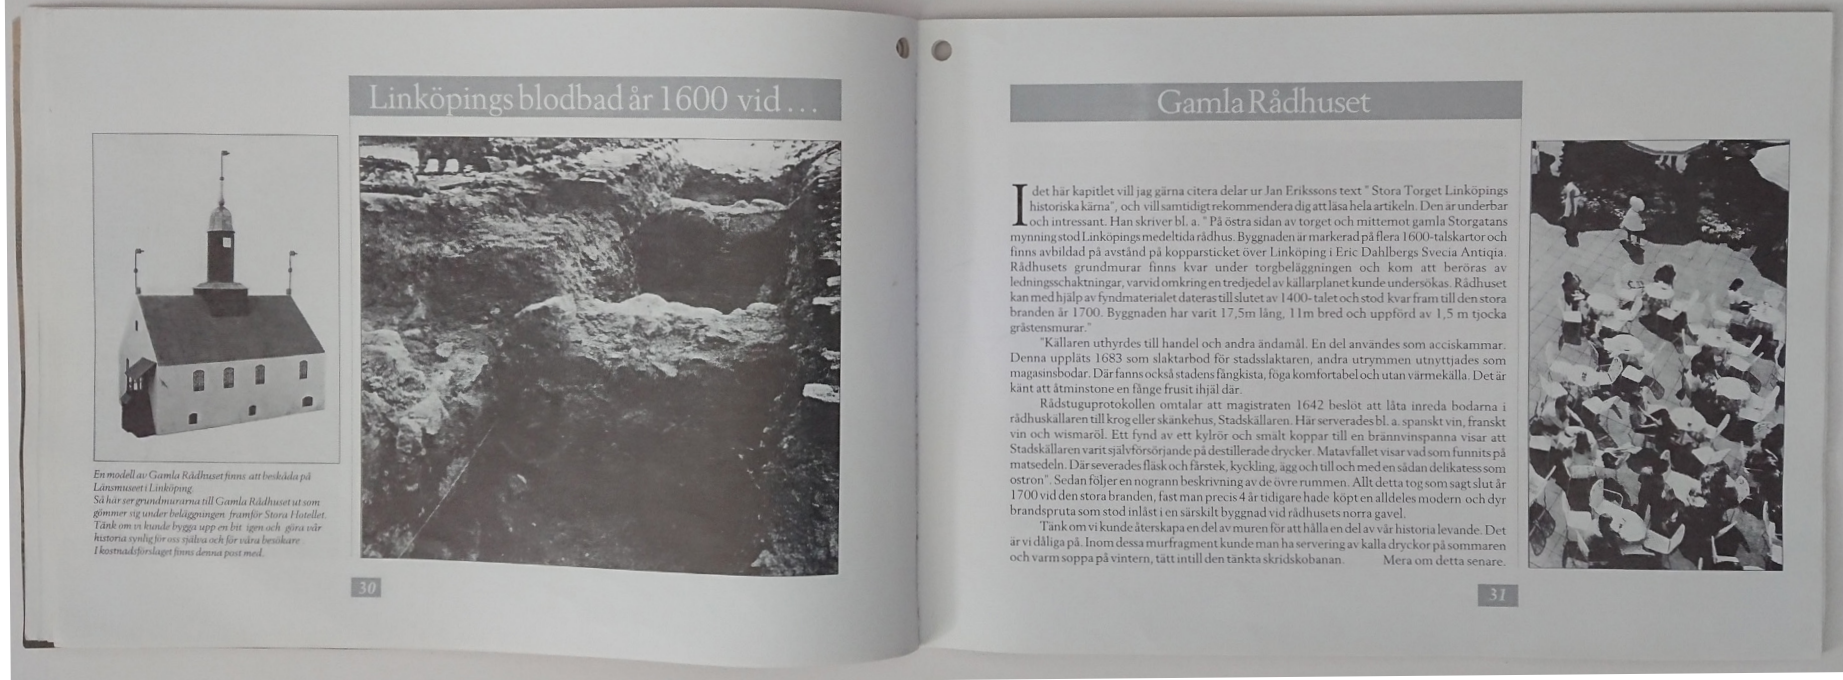 Linköpings blodbad år 1600 vid . . .
En modell av Gamla Rådhuset finns att beskåda på
Länsmuseet i Linköping.
Så här ser grundmurarna till Gamla Rådhuset ut som
gömmer sig under beläggningen framför Stora Hotellet.
Tänk om vi kunde bygga upp en bit igen och göra vår
historia synlig för oss själva och för våra besökare.
I kostnadsförslaget finns denna post med.
30
Gamla Rådhuset
I det här kapitlet vill jag gärna citera delar ur Jan Erikssons text " Stora Torget Linköpings
historiska kärna", och vill samtidigt rekommendera dig att läsa hela artikeln. Den är underbar
och intressant. Han skriver bl. a. " På östra sidan av torget och mittemot gamla Storgatans
mynning stod Linköpings medeltida rådhus. Byggnaden är markerad på flera 1600-talskartor och
finns avbildad på avstånd på kopparsticket över Linköping i Eric Dahlbergs Svecia Antiqia.
Rådhusets grundmurar finns kvar under torgbeläggningen och kom att beröras av
ledningsschaktningar, varvid omkring en tredjedel av källarplanet kunde undersökas. Rådhuset
kan med hjälp av fyndmaterialet dateras till slutet av 1400- talet och stod kvar fram till den stora
branden år 1700. Byggnaden har varit 17,5m lång, 11m bred och uppförd av 1,5 m tjocka
gråstensmurar."
"Källaren uthyrdes till handel och andra ändamål. En del användes som acciskammar.
Denna uppläts 1683 som slaktarbod för stadsslaktaren, andra utrymmen utnyttjades som
magasinsbodar. Där fanns också stadens fångkista, föga komfortabel och utan värmekälla. Det är
känt att åtminstone en fånge frusit ihjäl där.
Rådstuguprotokollen omtalar att magistraten 1642 beslöt att låta inreda bodarna i
rådhuskällaren till krog eller skänkehus, Stadskällaren. Här serverades bl. a. spanskt vin, franskt
vin och wismaröl. Ett fynd av ett kylrör och smält koppar till en brännvinspanna visar att
Stadskällaren varit självförsörjande på destillerade drycker. Matavfallet visar vad som funnits på
matsedeln. Där severades fläsk och fårstek, kyckling, ägg och till och med en sådan delikatess som
ostron". Sedan följer en nogrann beskrivning av de övre rummen. Allt detta tog som sagt slut år
1700 vid den stora branden, fast man precis 4 år tidigare hade köpt en alldeles modern och dyr
brandspruta som stod inlåst i en särskilt byggnad vid rådhusets norra gavel.
Tänk om vi kunde återskapa en del av muren för att hålla en del av vår historia levande. Det
är vi dåliga på. Inom dessa murfragment kunde man ha servering av kalla dryckor på sommaren
och varm soppa på vintern, tätt intill den tänkta skridskobanan. Mera om detta senare.
31